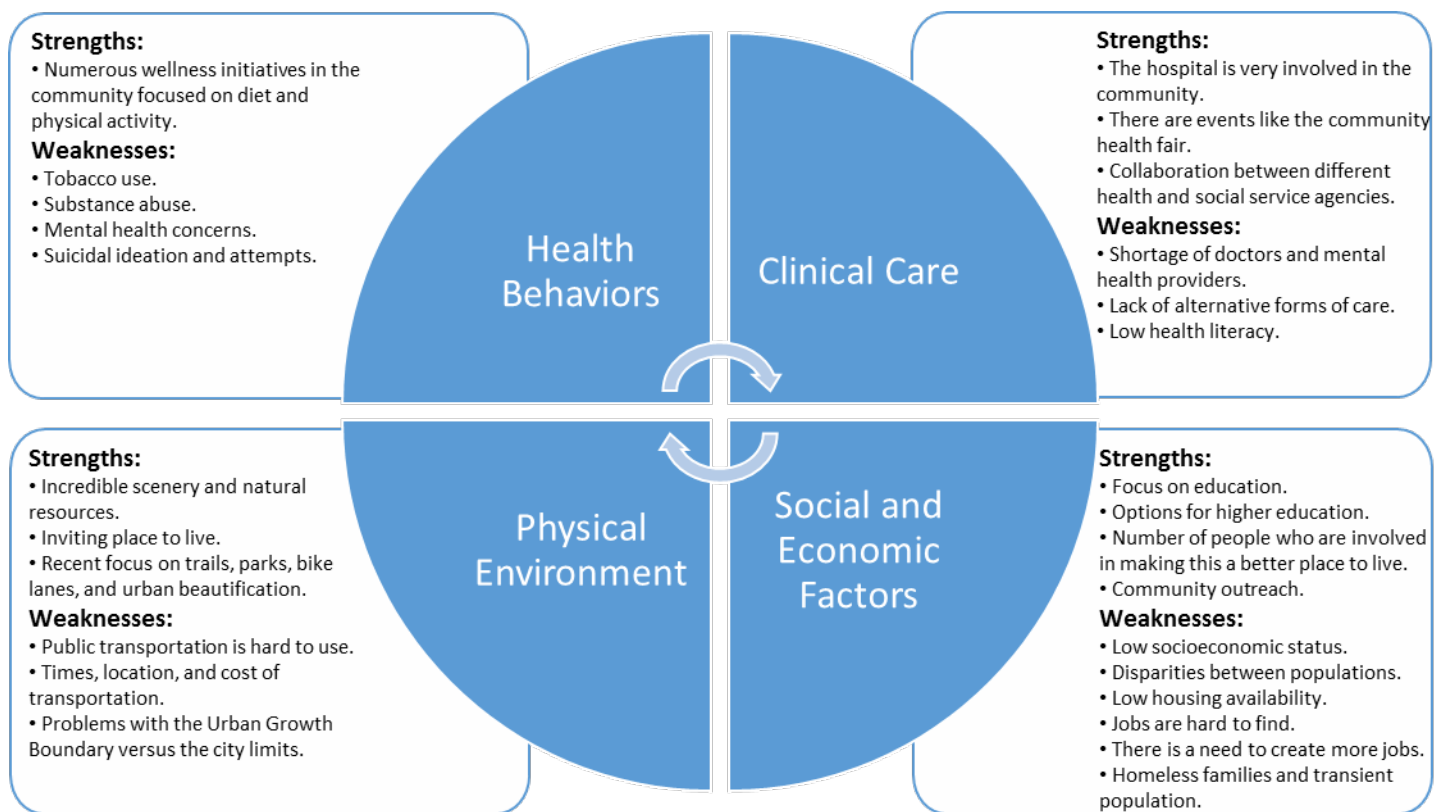 Strengths:
• Numerous wellness initiatives in the
community focused on diet and
physical activity.
Weaknesses:
• Tobacco use.
• Substance abuse.
• Mental health concerns.
• Suicidal ideation and attempts.
Health
Behaviors
Clinical Care
Strengths:
• The hospital is very involved in the
community.
• There are events like the community
health fair.
• Collaboration between different
health and social service agencies.
Weaknesses:
• Shortage of doctors and mental
health providers.
• Lack of alternative forms of care.
• Low health literacy.
Strengths:
• Incredible scenery and natural
resources.
• Inviting place to live.
• Recent focus on trails, parks, bike
lanes, and urban beautification.
Weaknesses:
• Public transportation is hard to use.
• Times, location, and cost of
transportation.
• Problems with the Urban Growth
Boundary versus the city limits.
Physical
Environment
Social and
Economic
Factors
Strengths:
• Focus on education.
• Options for higher education.
• Number of people who are involved
in making this a better place to live.
• Community outreach.
Weaknesses:
• Low socioeconomic status.
• Disparities between populations.
• Low housing availability.
• Jobs are hard to find.
• There is a need to create more jobs.
• Homeless families and transient
population.